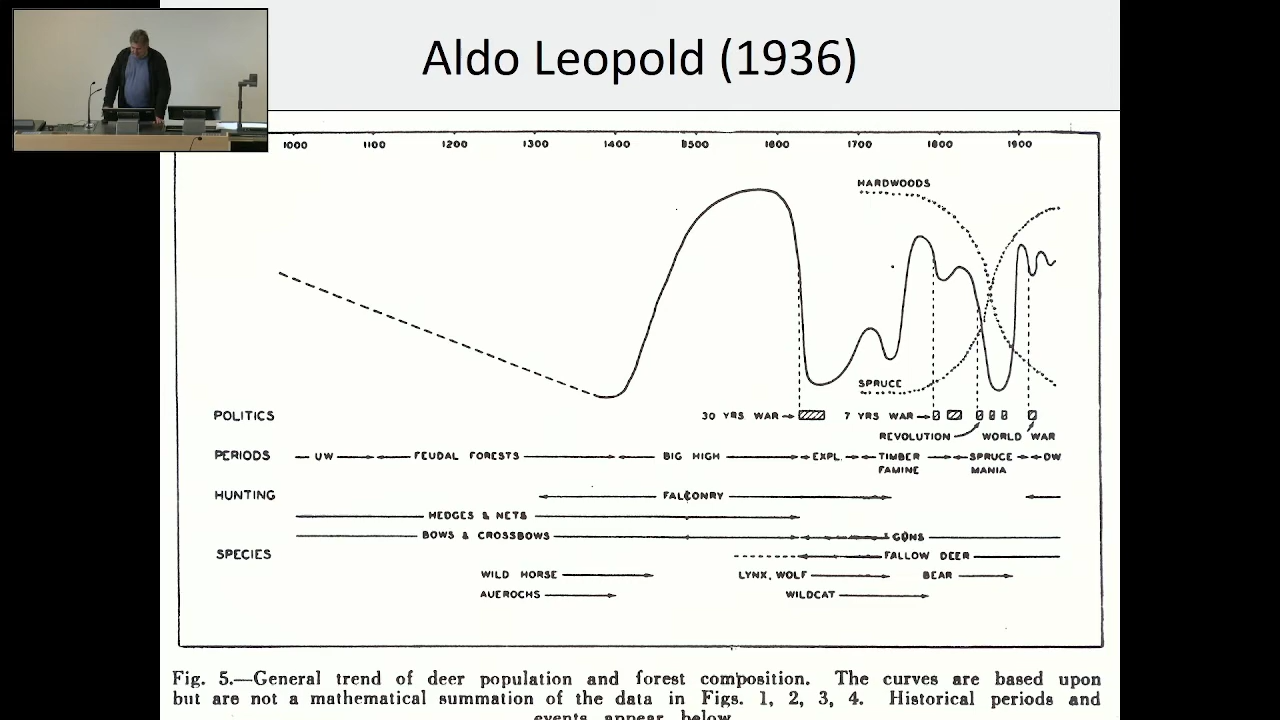 Aldo Leopold (1936)
1000 1100 1200 1300 1400 1500 1600 1700 1800 1900
HARDWOODS
SPRUCE
POLITICS 30 YRS WAR 7 YRS WAR
REVOLUTION WORLD WAR
PERIODS UW FEUDAL FORESTS BIG HIGH EXPL. TIMBER FAMINE SPRUCE MANIA DW
HUNTING FALCONRY
HEDGES & NETS
BOWS & CROSSBOWS GUNS
SPECIES FALLOW DEER
WILD HORSE LYNX, WOLF BEAR
AUEROCHS WILDCAT
Fig. 5.—General trend of deer population and forest composition. The curves are based upon
but are not a mathematical summation of the data in Figs. 1, 2, 3, 4. Historical periods and
events appear below